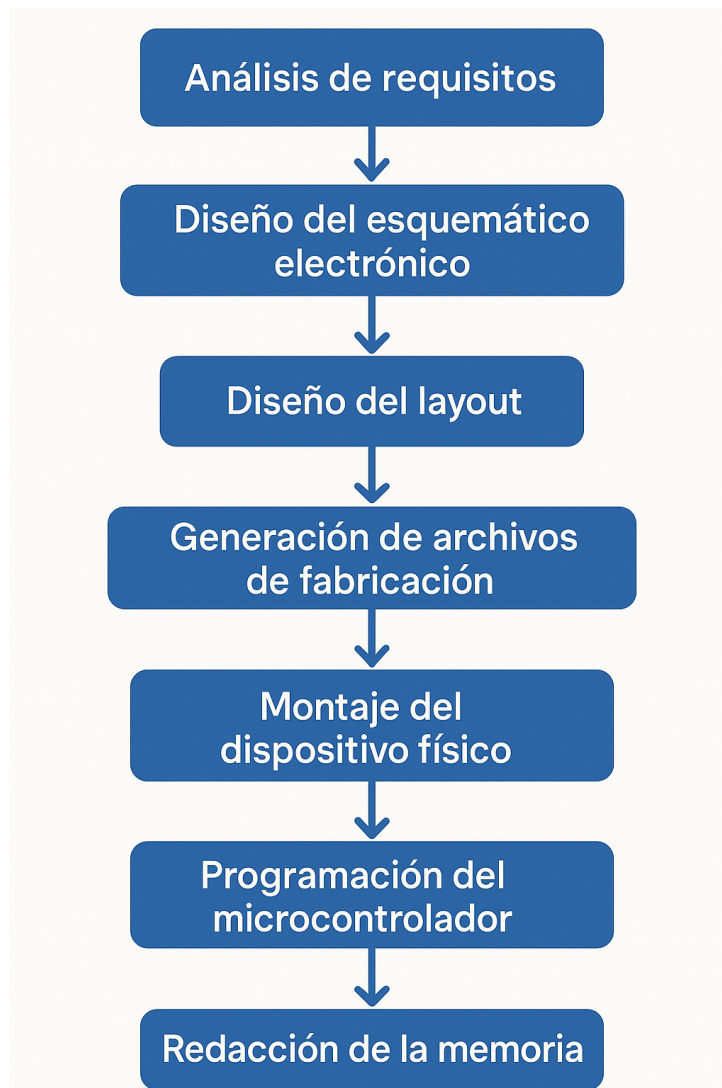 Análisis de requisitos
Diseño del esquemático
electrónico
Diseño del layout
Generación de archivos
de fabricación
Montaje del
dispositivo físico
Programación del
microcontrolador
Redacción de la memoria